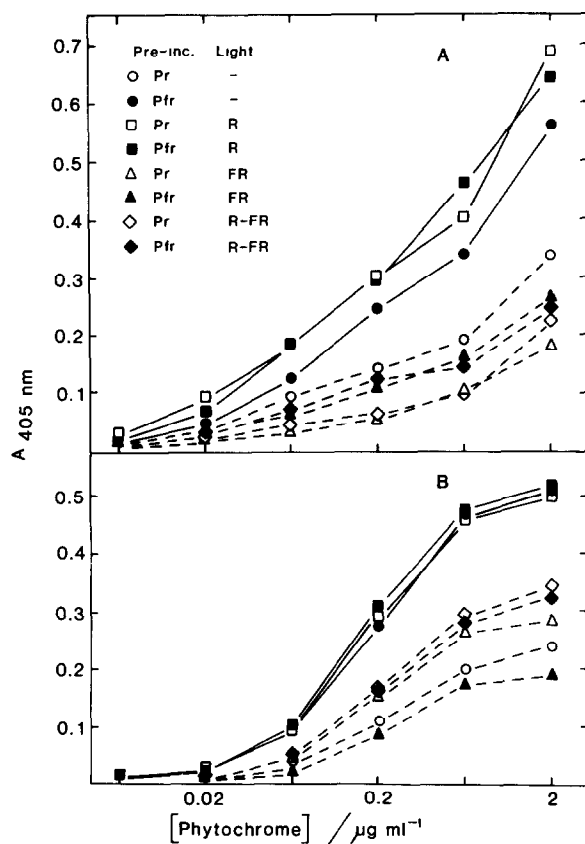 A
0.7
0.6
0.5
0.4
0.3
0.2
0.1
Pre-inc. Light
○ Pr -
● Pfr -
□ Pr R
■ Pfr R
△ Pr FR
▲ Pfr FR
◇ Pr R-FR
◆ Pfr R-FR
A 405 nm
B
0.5
0.4
0.3
0.2
0.1
0.02 0.2 2
[Phytochrome] / µg ml⁻¹